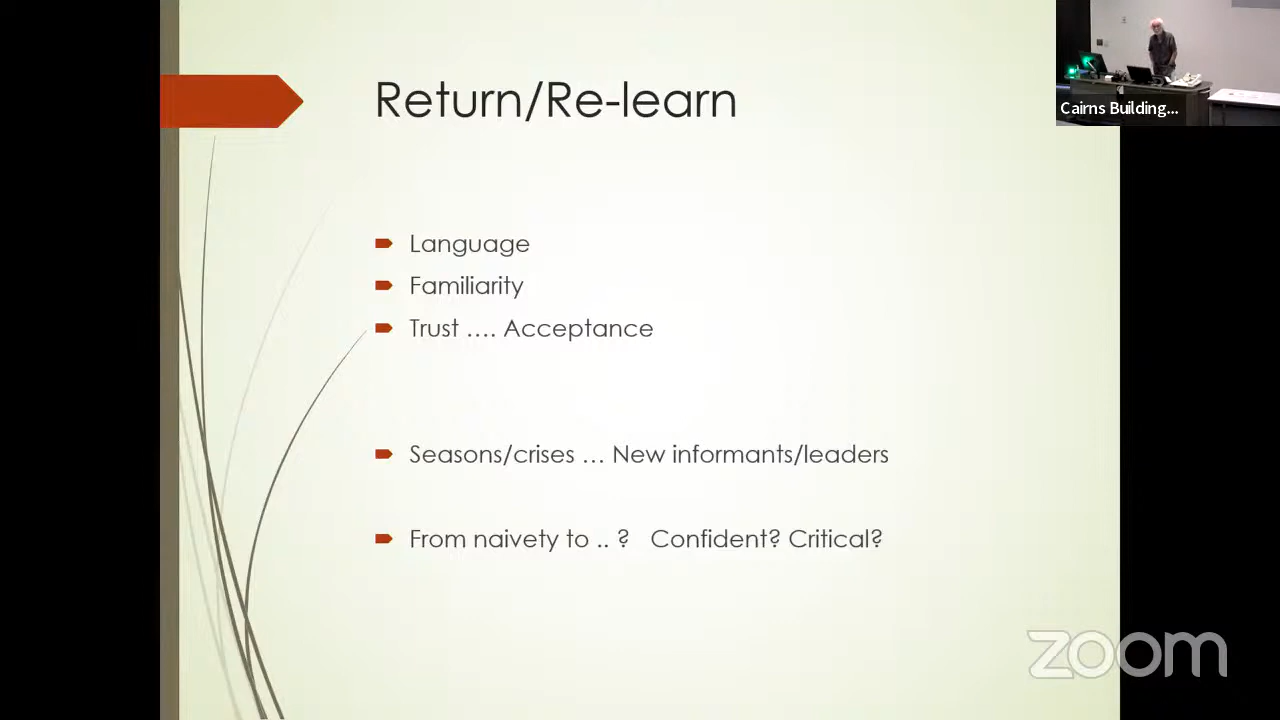 Return/Re-learn
Cairns Building...
Language
Familiarity
Trust .... Acceptance
Seasons/crises ... New informants/leaders
From naivety to .. ? Confident? Critical?
zoom